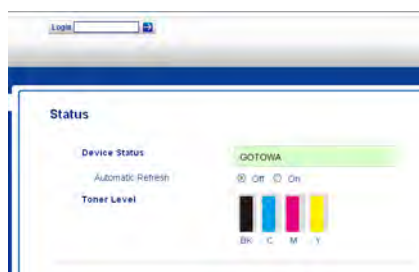 Login
Status
Device Status GOTOWA
Automatic Refresh Off On
Toner Level
BK C M Y